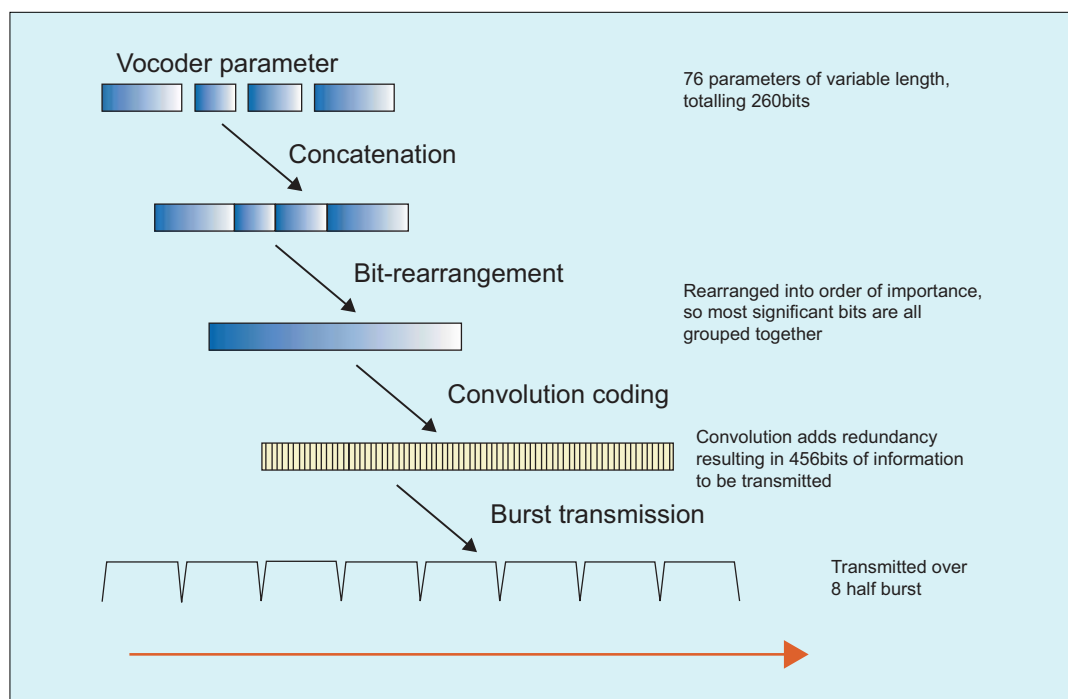 Vocoder parameter
76 parameters of variable length,
totalling 260bits
Concatenation
Bit-rearrangement
Rearranged into order of importance,
so most significant bits are all
grouped together
Convolution coding
Convolution adds redundancy
resulting in 456bits of information
to be transmitted
Burst transmission
Transmitted over
8 half burst